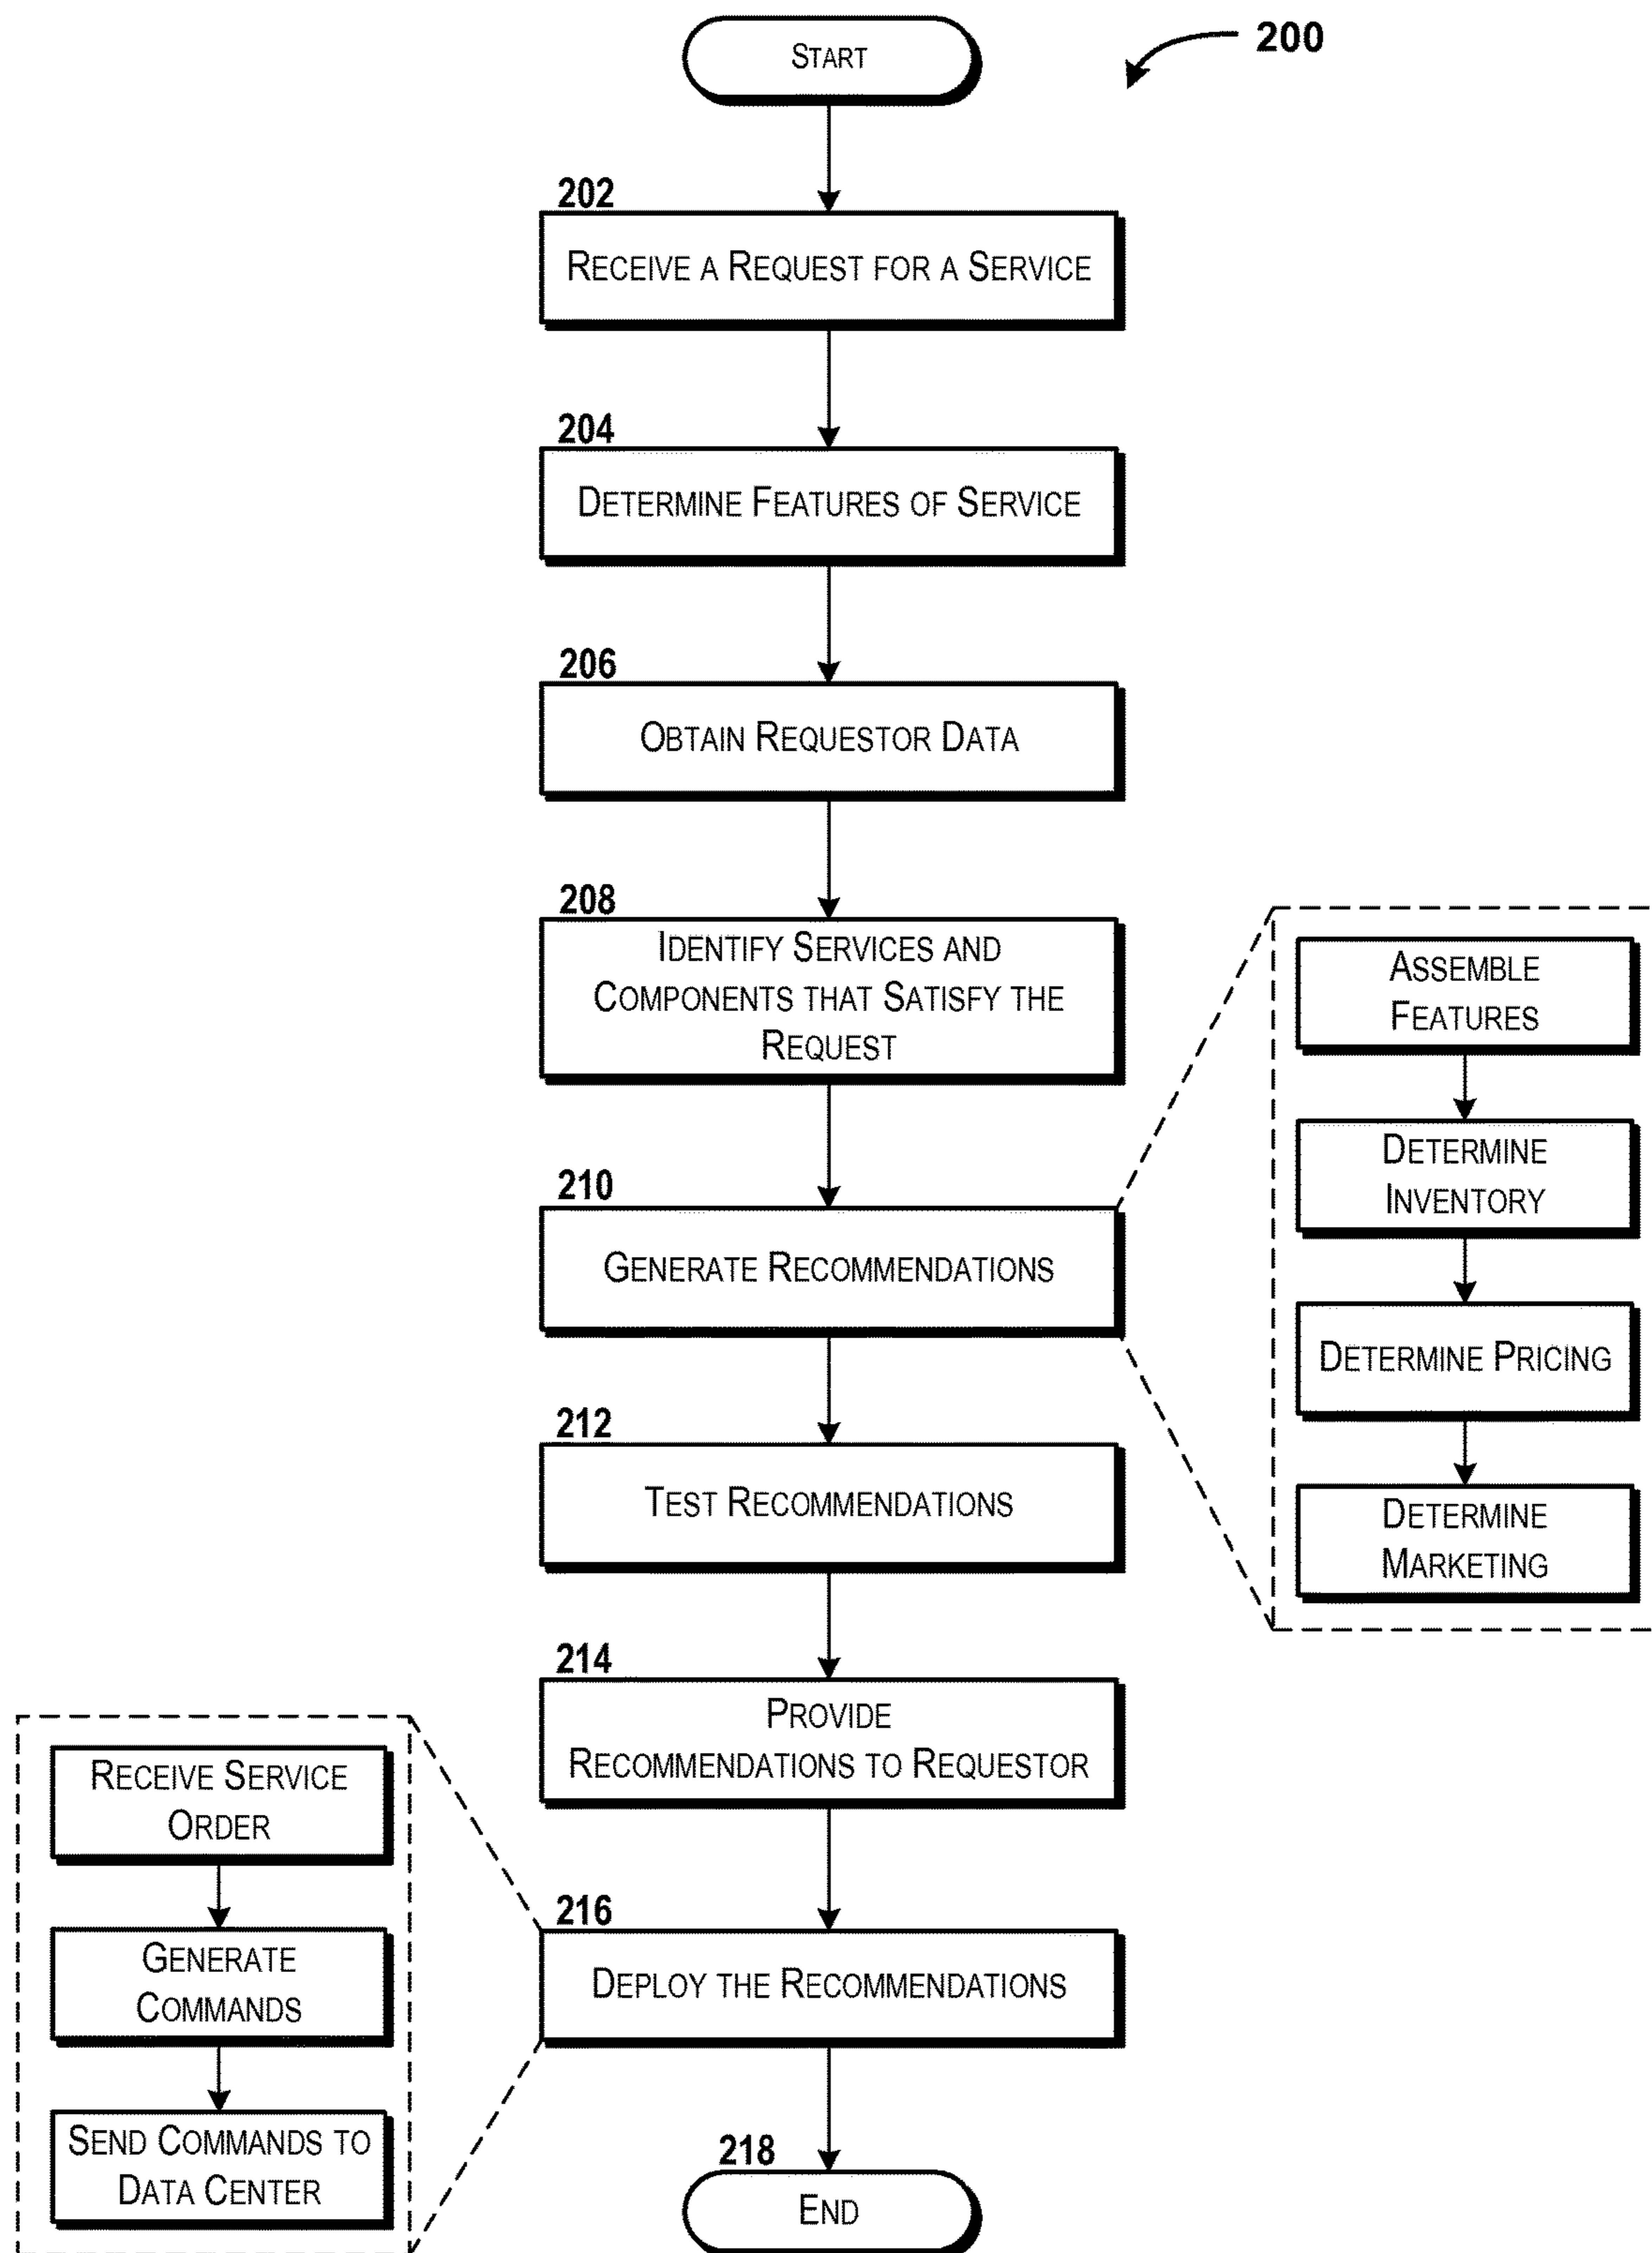 START
200
202
RECEIVE A REQUEST FOR A SERVICE
204
DETERMINE FEATURES OF SERVICE
206
OBTAIN REQUESTOR DATA
208
IDENTIFY SERVICES AND
COMPONENTS THAT SATISFY THE
REQUEST
210
GENERATE RECOMMENDATIONS
ASSEMBLE
FEATURES
DETERMINE
INVENTORY
DETERMINE PRICING
DETERMINE
MARKETING
212
TEST RECOMMENDATIONS
214
PROVIDE
RECOMMENDATIONS TO REQUESTOR
216
DEPLOY THE RECOMMENDATIONS
RECEIVE SERVICE
ORDER
GENERATE
COMMANDS
SEND COMMANDS TO
DATA CENTER
218
END